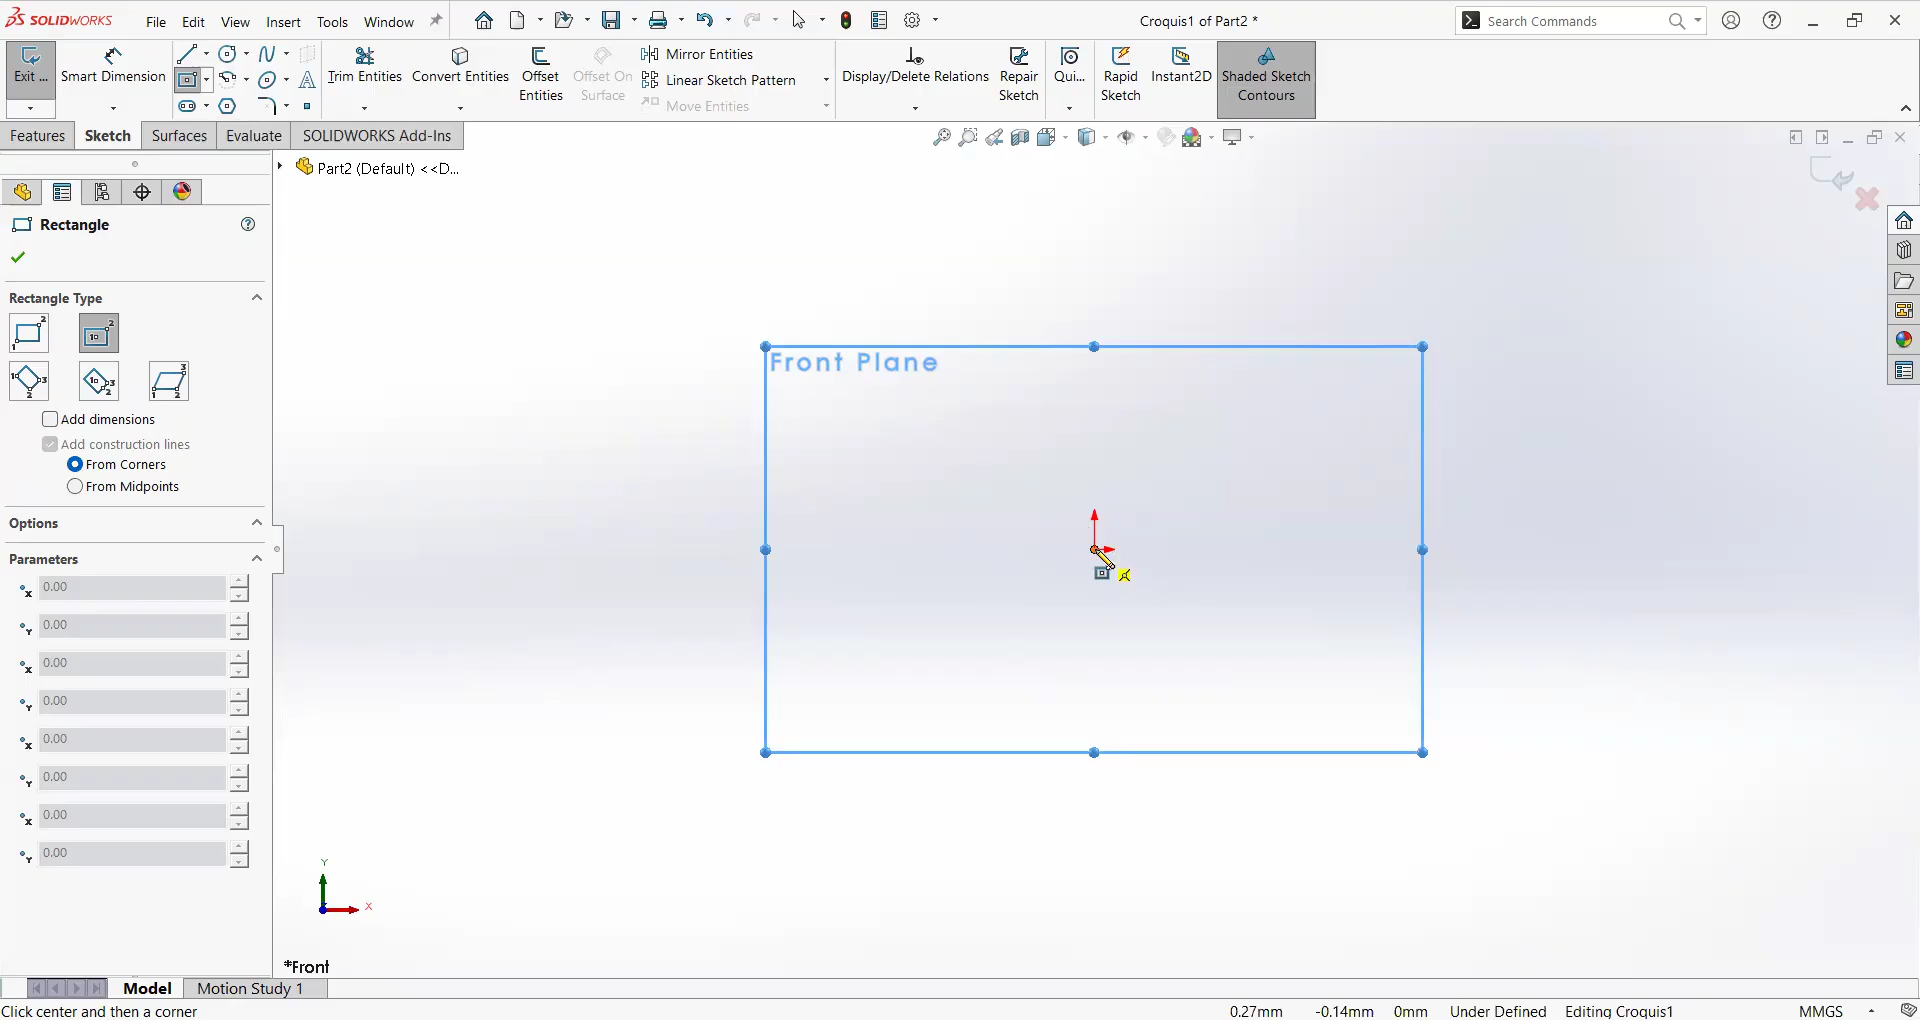 SOLIDWORKS File Edit View Insert Tools Window Croquis1 of Part2 * Search Commands
Exit ... Smart Dimension Trim Entities Convert Entities Offset Entities Offset On Surface Mirror Entities Linear Sketch Pattern Move Entities Display/Delete Relations Repair Sketch Qui... Rapid Sketch Instant2D Shaded Sketch Contours
Features Sketch Surfaces Evaluate SOLIDWORKS Add-Ins
Part2 (Default) <<D...
Rectangle
Rectangle Type
Add dimensions
Add construction lines
From Corners
From Midpoints
Options
Parameters
x 0.00
Y 0.00
x 0.00
Y 0.00
x 0.00
Y 0.00
x 0.00
Y 0.00
Front Plane
Y
X
*Front
Model Motion Study 1
Click center and then a corner 0.27mm -0.14mm 0mm Under Defined Editing Croquis1 MMGS